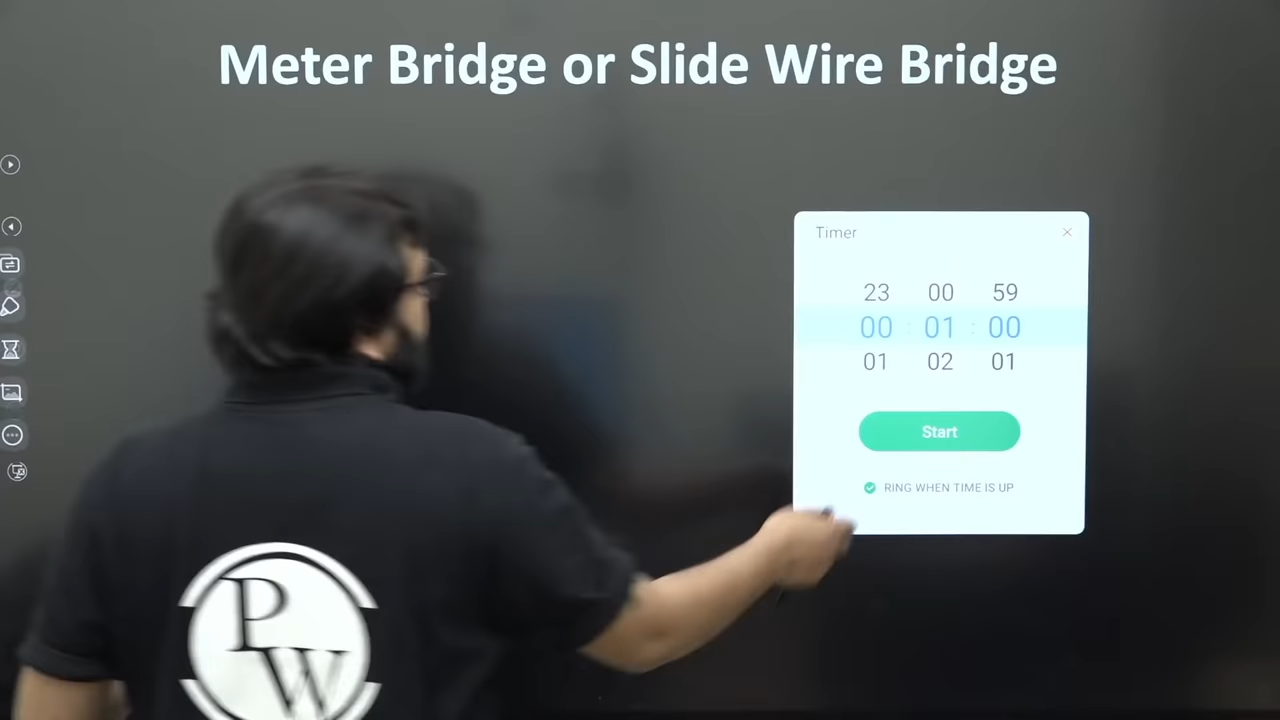 Meter Bridge or Slide Wire Bridge
Timer
23 00 59
00 : 01 : 00
01 02 01
Start
RING WHEN TIME IS UP
PW